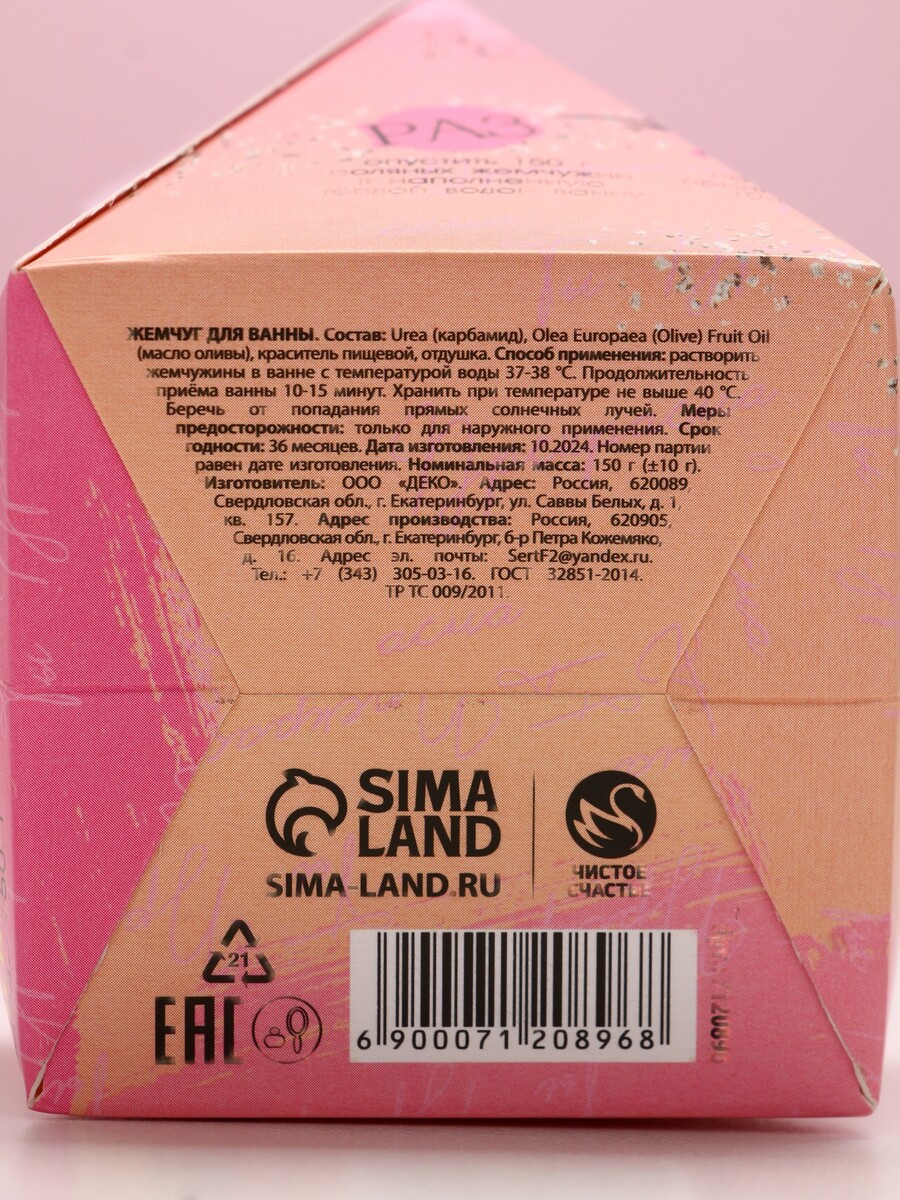 РАЗ
опустить 150 г
соляных жемчужин
в наполненную
тёплой водой ванну
ЖЕМЧУГ ДЛЯ ВАННЫ. Состав: Urea (карбамид), Olea Europaea (Olive) Fruit Oil
(масло оливы), краситель пищевой, отдушка. Способ применения: растворить
жемчужины в ванне с температурой воды 37-38 °С. Продолжительность
приёма ванны 10-15 минут. Хранить при температуре не выше 40 °С.
Беречь от попадания прямых солнечных лучей. Меры
предосторожности: только для наружного применения. Срок
годности: 36 месяцев. Дата изготовления: 10.2024. Номер партии
равен дате изготовления. Номинальная масса: 150 г (±10 г).
Изготовитель: ООО «ДЕКО». Адрес: Россия, 620089,
Свердловская обл., г. Екатеринбург, ул. Саввы Белых, д. 1,
кв. 157. Адрес производства: Россия, 620905,
Свердловская обл., г. Екатеринбург, б-р Петра Кожемяко,
д. 16. Адрес эл. почты: SertF2@yandex.ru.
Тел.: +7 (343) 305-03-16. ГОСТ 32851-2014.
ТР ТС 009/2011.
SIMA
LAND
SIMA-LAND.RU
ЧИСТОЕ
СЧАСТЬЕ
21
EAC
6 900071 208968